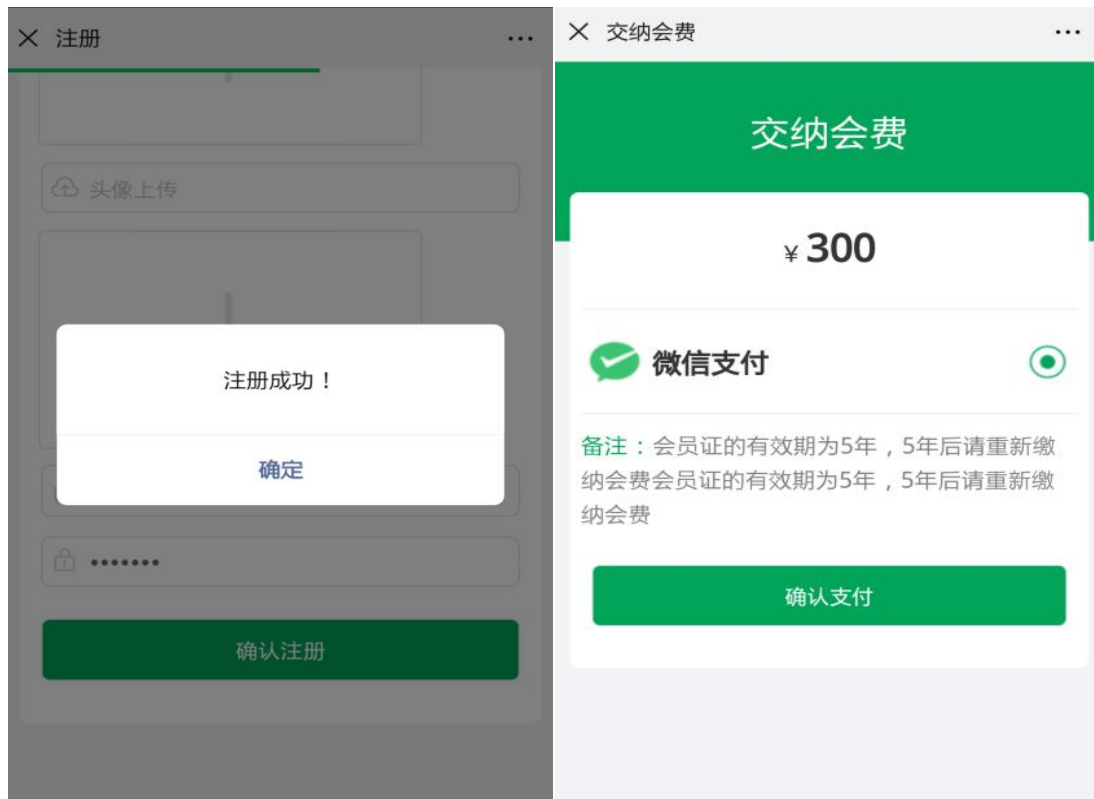 注册
头像上传
注册成功！
确定
•••••••
确认注册
交纳会费
交纳会费
¥300
微信支付
备注：会员证的有效期为5年，5年后请重新缴
纳会费会员证的有效期为5年，5年后请重新缴
纳会费
确认支付